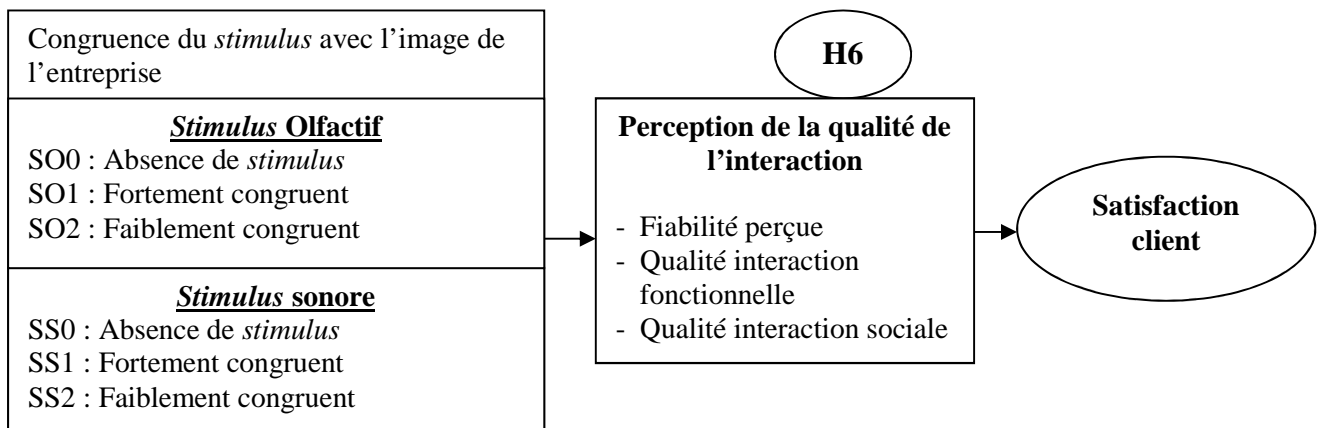 Congruence du stimulus avec l’image de
l’entreprise
Stimulus Olfactif
SO0 : Absence de stimulus
SO1 : Fortement congruent
SO2 : Faiblement congruent
Stimulus sonore
SS0 : Absence de stimulus
SS1 : Fortement congruent
SS2 : Faiblement congruent
H6
Perception de la qualité de
l’interaction
- Fiabilité perçue
- Qualité interaction
fonctionnelle
- Qualité interaction sociale
Satisfaction
client